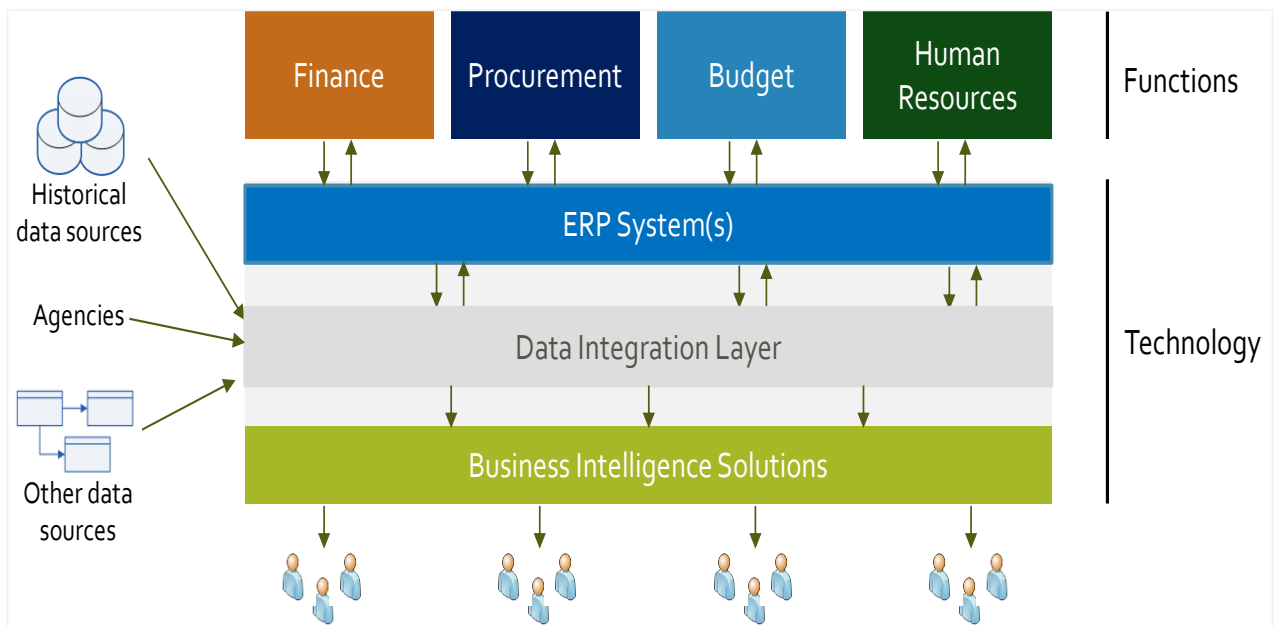 Finance
Procurement
Budget
Human
Resources
Functions
Historical
data sources
ERP System(s)
Agencies
Data Integration Layer
Technology
Business Intelligence Solutions
Other data
sources